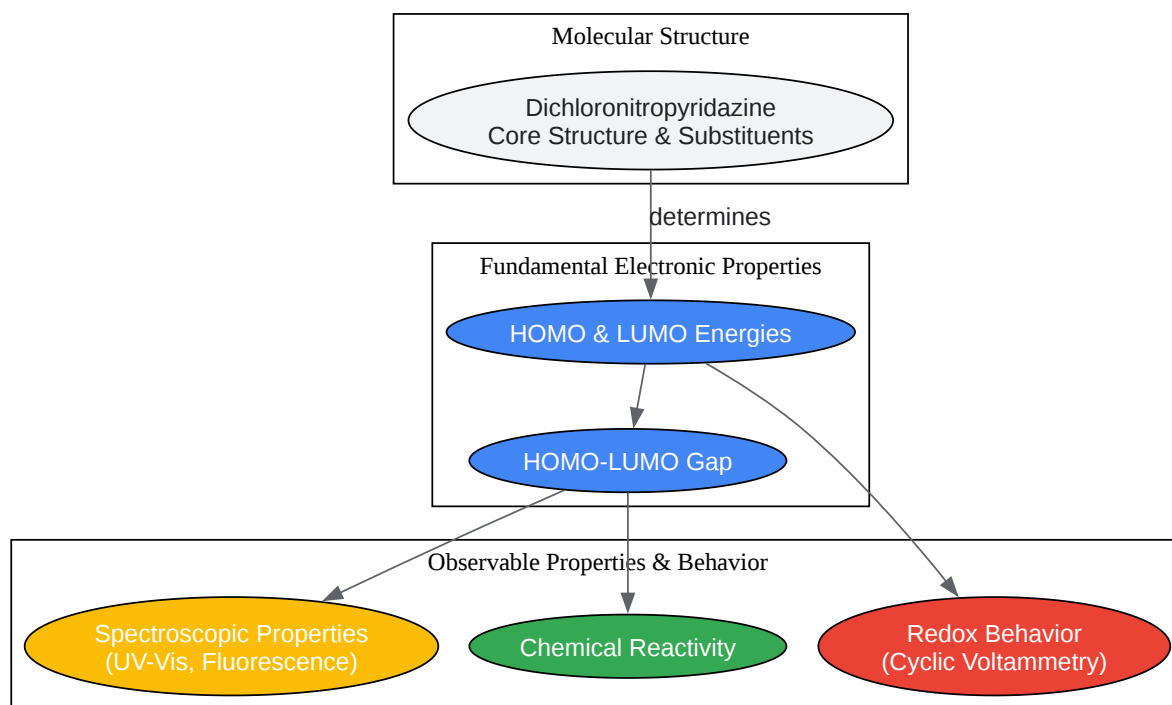 Molecular Structure
Dichloronitropyridazine
Core Structure & Substituents
determines
Fundamental Electronic Properties
HOMO & LUMO Energies
HOMO-LUMO Gap
Observable Properties & Behavior
Spectroscopic Properties
(UV-Vis, Fluorescence)
Chemical Reactivity
Redox Behavior
(Cyclic Voltammetry)